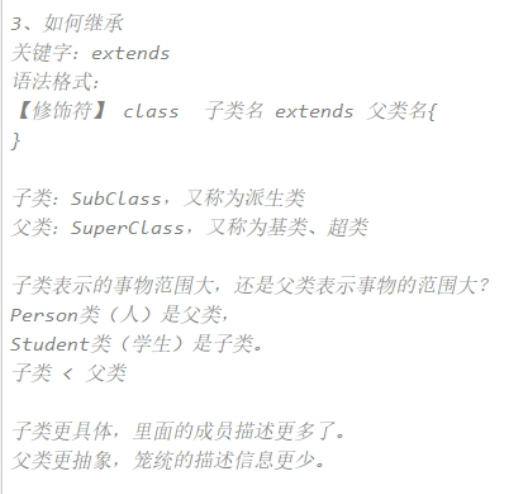 3、如何继承
关键字：extends
语法格式：
【修饰符】 class  子类名 extends 父类名{
}
子类：SubClass，又称为派生类
父类：SuperClass，又称为基类、超类
子类表示的事物范围大，还是父类表示事物的范围大？
Person类（人）是父类，
Student类（学生）是子类。
子类 < 父类
子类更具体，里面的成员描述更多了。
父类更抽象，笼统的描述信息更少。